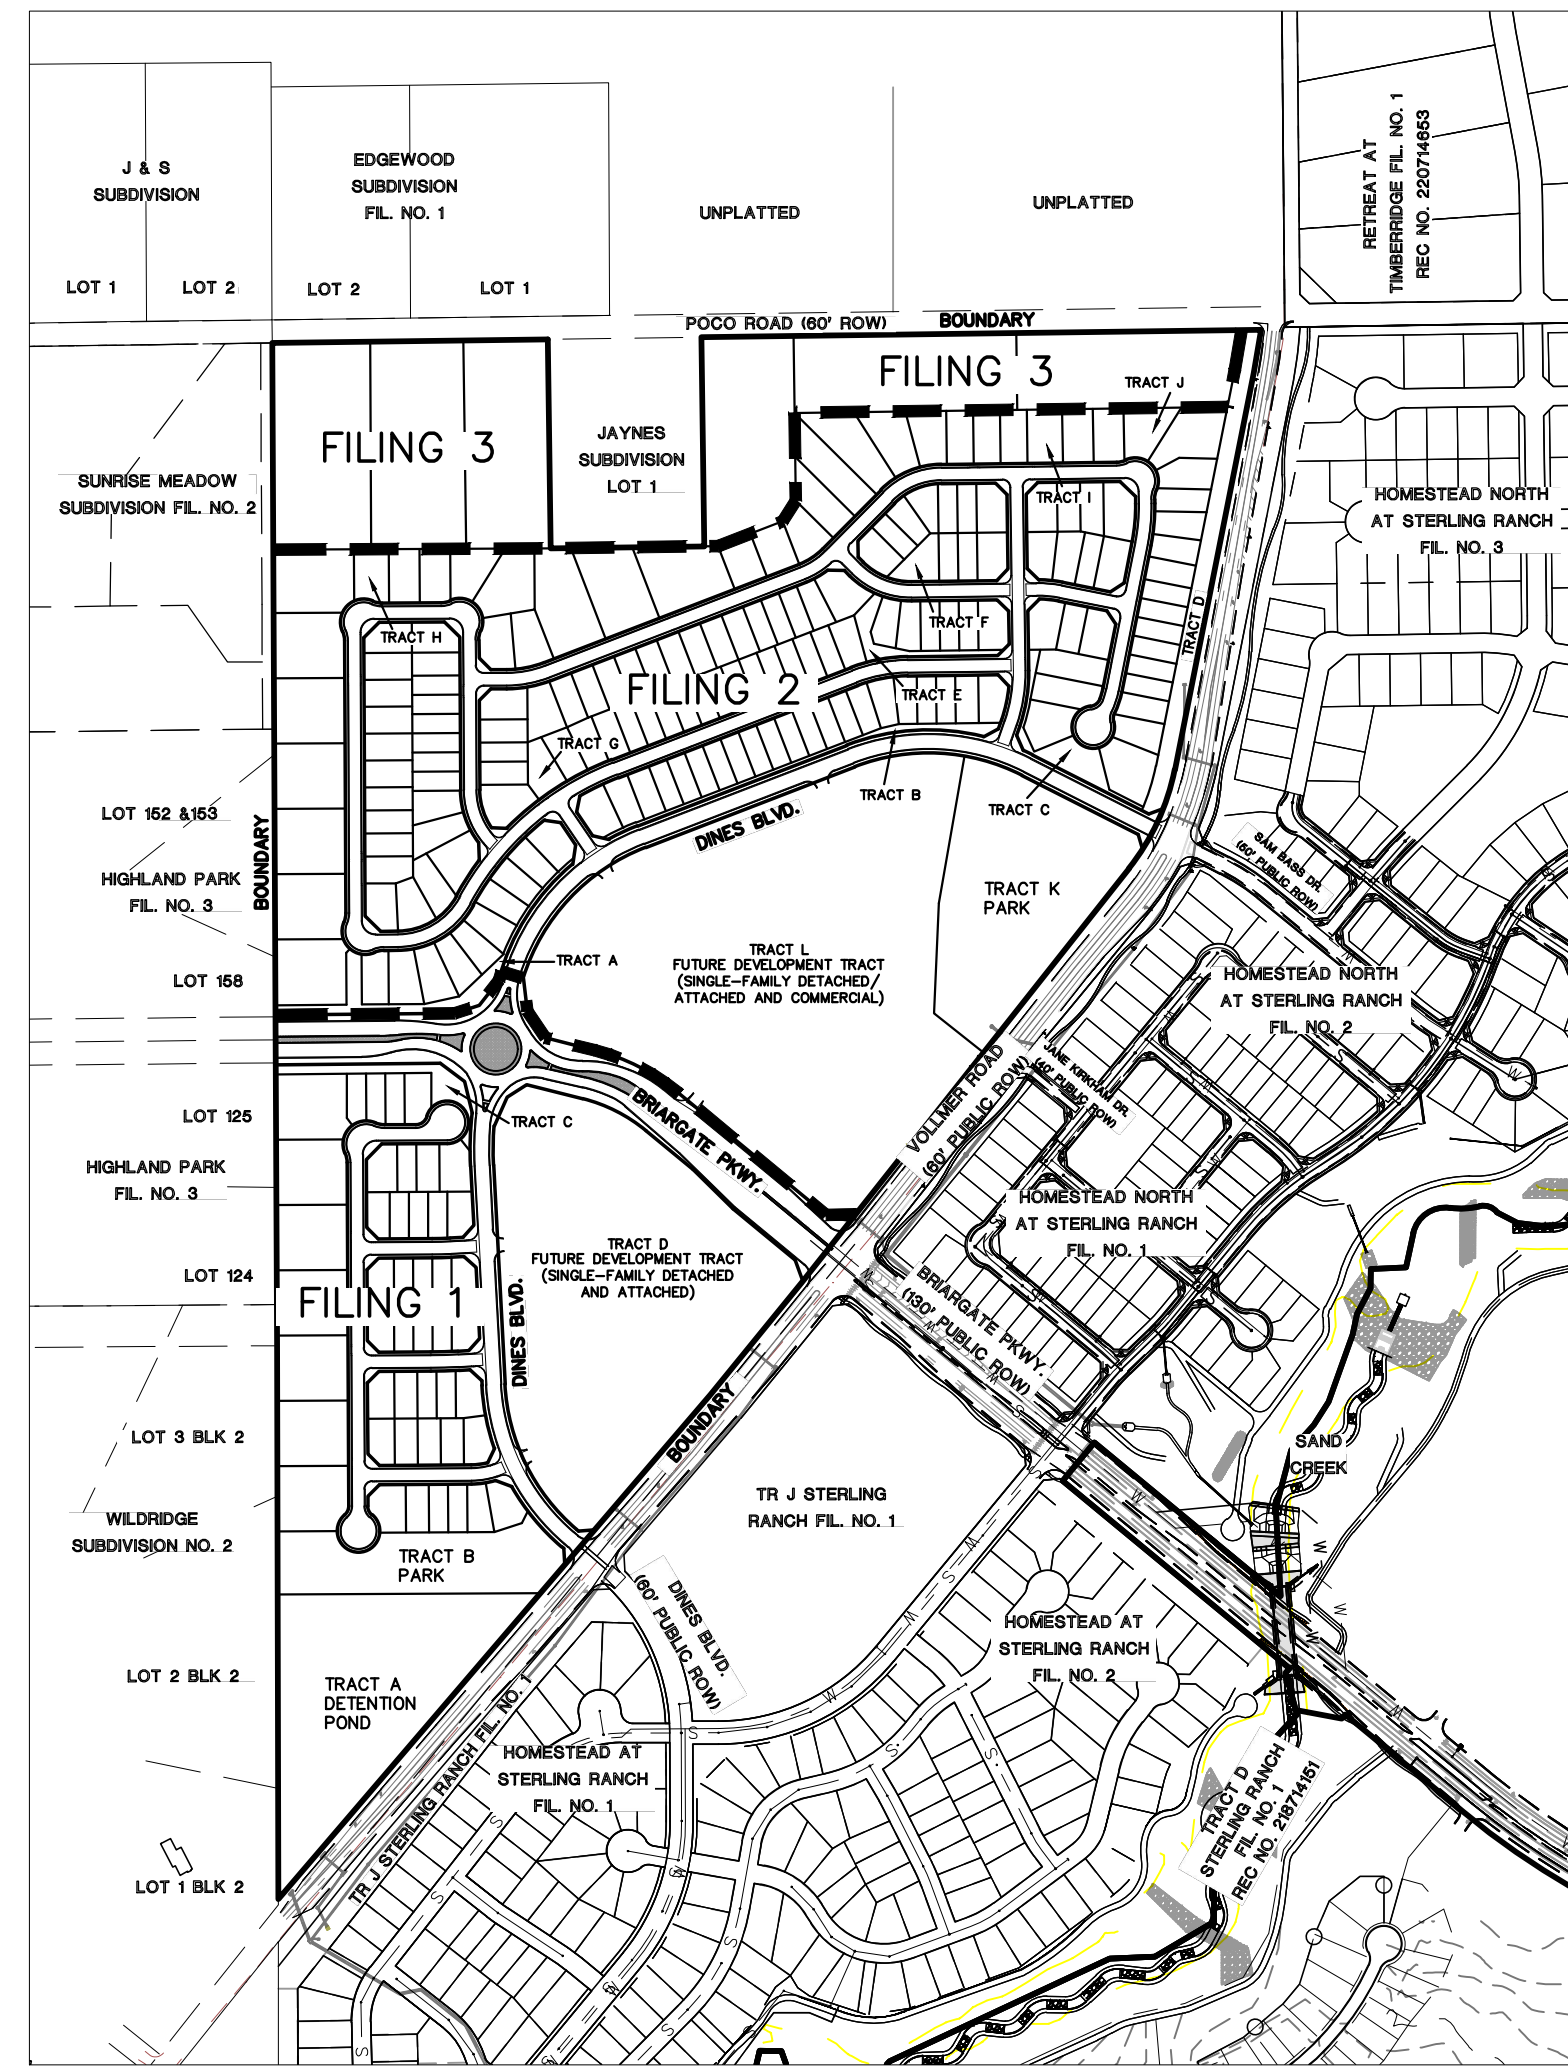 J & S
SUBDIVISION
LOT 1
LOT 2
EDGEWOOD
SUBDIVISION
FIL. NO. 1
LOT 2
LOT 1
UNPLATTED
UNPLATTED
RETREAT AT
TIMBERRIDGE FIL. NO. 1
REC NO. 220714653
POCO ROAD (60' ROW)
BOUNDARY
FILING 3
TRACT J
FILING 3
JAYNES
SUBDIVISION
LOT 1
SUNRISE MEADOW
SUBDIVISION FIL. NO. 2
TRACT I
HOMESTEAD NORTH
AT STERLING RANCH
FIL. NO. 3
TRACT H
TRACT F
TRACT D
FILING 2
TRACT E
TRACT G
TRACT B
TRACT C
DINES BLVD.
LOT 152 &153
BOUNDARY
HIGHLAND PARK
FIL. NO. 3
SAM BASS DR.
(60' PUBLIC ROW)
TRACT K
PARK
TRACT A
TRACT L
FUTURE DEVELOPMENT TRACT
(SINGLE-FAMILY DETACHED/
ATTACHED AND COMMERCIAL)
LOT 158
HOMESTEAD NORTH
AT STERLING RANCH
FIL. NO. 2
S
W
JANE KIRKHAM DR.
(40' PUBLIC ROW)
VOLLMER ROAD
(60' PUBLIC ROW)
BRIARGATE PKWY.
TRACT C
LOT 125
HIGHLAND PARK
FIL. NO. 3
HOMESTEAD NORTH
AT STERLING RANCH
FIL. NO. 1
LOT 124
TRACT D
FUTURE DEVELOPMENT TRACT
(SINGLE-FAMILY DETACHED
AND ATTACHED)
FILING 1
DINES BLVD.
BRIARGATE PKWY.
(130' PUBLIC ROW)
BOUNDARY
LOT 3 BLK 2
SAND
CREEK
TR J STERLING
RANCH FIL. NO. 1
WILDRIDGE
SUBDIVISION NO. 2
TRACT B
PARK
DINES BLVD.
(60' PUBLIC ROW)
HOMESTEAD AT
STERLING RANCH
FIL. NO. 2
LOT 2 BLK 2
TRACT A
DETENTION
POND
TR J STERLING RANCH FIL. NO. 1
HOMESTEAD AT
STERLING RANCH
FIL. NO. 1
TRACT D
STERLING RANCH
FIL. NO. 1
REC NO. 218714151
LOT 1 BLK 2